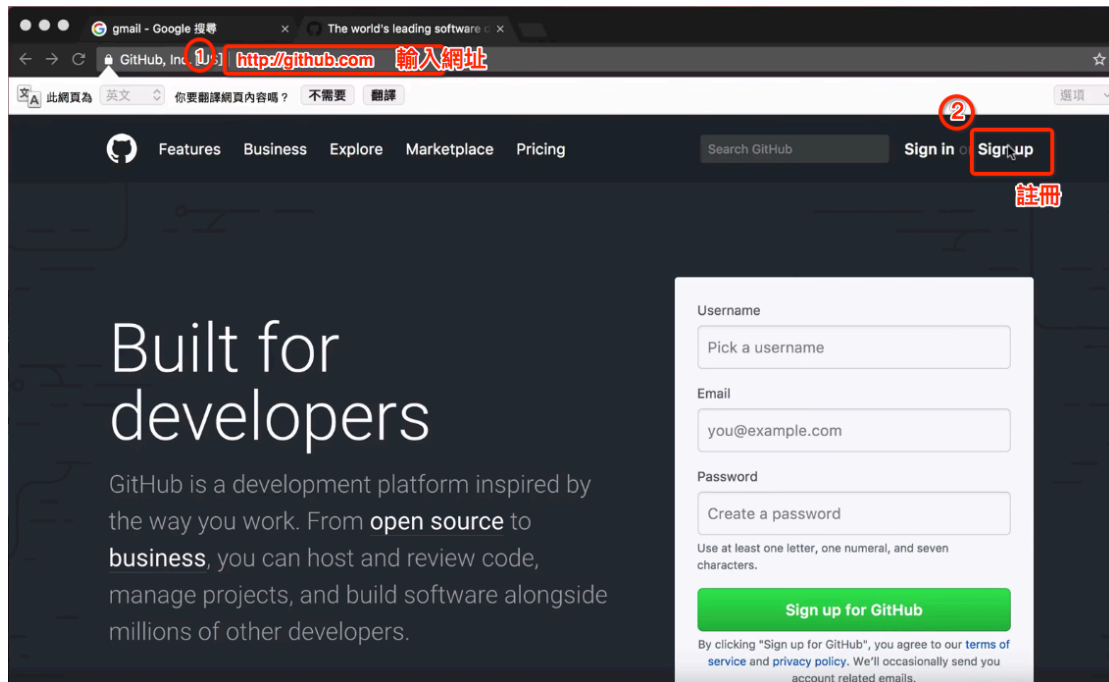 gmail - Google 搜尋
The world's leading software d
1
GitHub, Inc. [US]
http://github.com 輸入網址
此網頁為 英文 你要翻譯網頁內容嗎？ 不需要 翻譯 選項
2
Features Business Explore Marketplace Pricing Search GitHub Sign in or Sign up
註冊
Built for
developers
GitHub is a development platform inspired by
the way you work. From open source to
business, you can host and review code,
manage projects, and build software alongside
millions of other developers.
Username
Pick a username
Email
you@example.com
Password
Create a password
Use at least one letter, one numeral, and seven
characters.
Sign up for GitHub
By clicking "Sign up for GitHub", you agree to our terms of
service and privacy policy. We'll occasionally send you
account related emails.